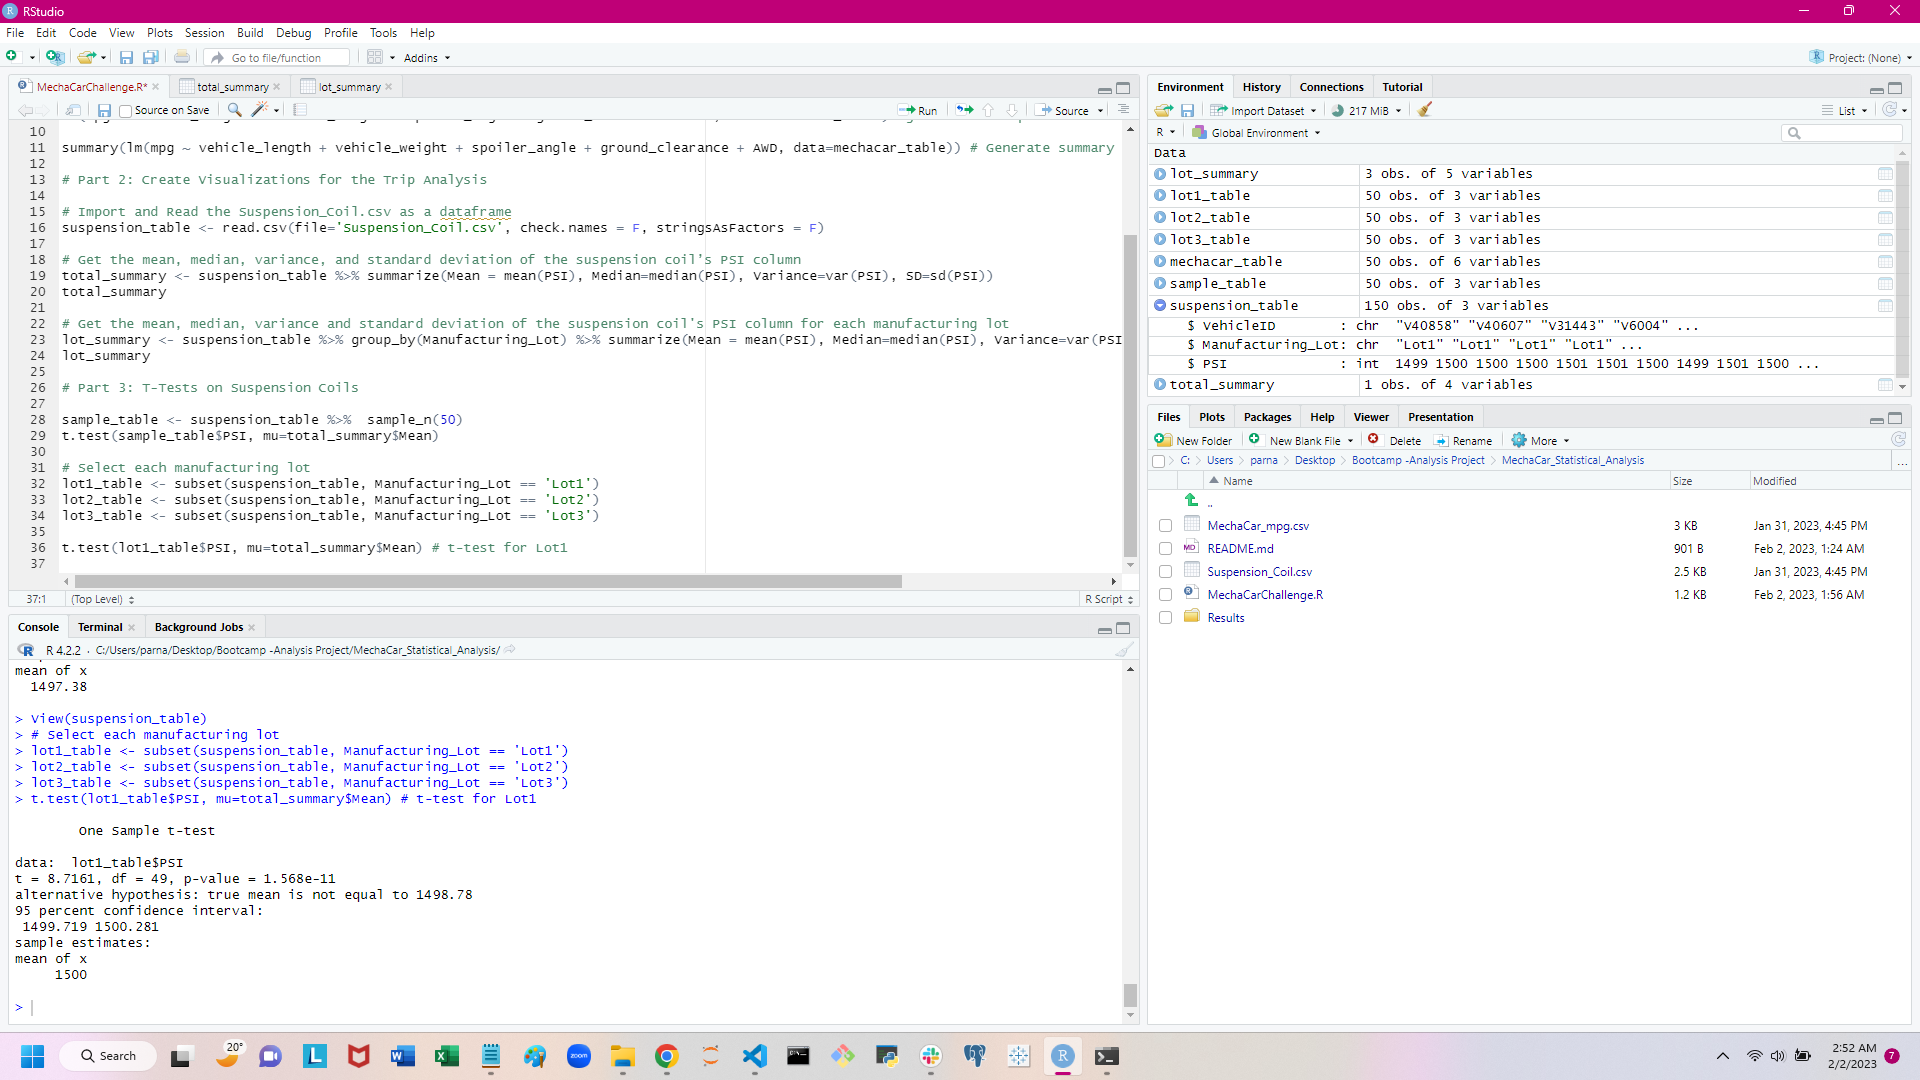 RStudio
File Edit Code View Plots Session Build Debug Profile Tools Help
Go to file/function Addins Project: (None)
MechaCarChallenge.R* total_summary lot_summary
Source on Save Run Source
10
11 summary(lm(mpg ~ vehicle_length + vehicle_weight + spoiler_angle + ground_clearance + AWD, data=mechacar_table)) # Generate summary
12
13 # Part 2: Create Visualizations for the Trip Analysis
14
15 # Import and Read the Suspension_Coil.csv as a dataframe
16 suspension_table <- read.csv(file='Suspension_Coil.csv', check.names = F, stringsAsFactors = F)
17
18 # Get the mean, median, variance, and standard deviation of the suspension coil's PSI column
19 total_summary <- suspension_table %>% summarize(Mean = mean(PSI), Median=median(PSI), Variance=var(PSI), SD=sd(PSI))
20 total_summary
21
22 # Get the mean, median, variance and standard deviation of the suspension coil's PSI column for each manufacturing lot
23 lot_summary <- suspension_table %>% group_by(Manufacturing_Lot) %>% summarize(Mean = mean(PSI), Median=median(PSI), Variance=var(PSI
24 lot_summary
25
26 # Part 3: T-Tests on Suspension Coils
27
28 sample_table <- suspension_table %>%  sample_n(50)
29 t.test(sample_table$PSI, mu=total_summary$Mean)
30
31 # Select each manufacturing lot
32 lot1_table <- subset(suspension_table, Manufacturing_Lot == 'Lot1')
33 lot2_table <- subset(suspension_table, Manufacturing_Lot == 'Lot2')
34 lot3_table <- subset(suspension_table, Manufacturing_Lot == 'Lot3')
35
36 t.test(lot1_table$PSI, mu=total_summary$Mean) # t-test for Lot1
37
37:1 (Top Level) R Script
Console Terminal Background Jobs
R 4.2.2 · C:/Users/parna/Desktop/Bootcamp -Analysis Project/MechaCar_Statistical_Analysis/
mean of x
1497.38
> View(suspension_table)
> # Select each manufacturing lot
> lot1_table <- subset(suspension_table, Manufacturing_Lot == 'Lot1')
> lot2_table <- subset(suspension_table, Manufacturing_Lot == 'Lot2')
> lot3_table <- subset(suspension_table, Manufacturing_Lot == 'Lot3')
> t.test(lot1_table$PSI, mu=total_summary$Mean) # t-test for Lot1
One Sample t-test
data:  lot1_table$PSI
t = 8.7161, df = 49, p-value = 1.568e-11
alternative hypothesis: true mean is not equal to 1498.78
95 percent confidence interval:
1499.719 1500.281
sample estimates:
mean of x
1500
>
Environment History Connections Tutorial
Import Dataset 217 MiB List
R Global Environment
Data
lot_summary 3 obs. of 5 variables
lot1_table 50 obs. of 3 variables
lot2_table 50 obs. of 3 variables
lot3_table 50 obs. of 3 variables
mechacar_table 50 obs. of 6 variables
sample_table 50 obs. of 3 variables
suspension_table 150 obs. of 3 variables
$ VehicleID : chr "V40858" "V40607" "V31443" "V6004" ...
$ Manufacturing_Lot: chr "Lot1" "Lot1" "Lot1" "Lot1" ...
$ PSI : int 1499 1500 1500 1500 1501 1501 1500 1499 1501 1500 ...
total_summary 1 obs. of 4 variables
Files Plots Packages Help Viewer Presentation
New Folder New Blank File Delete Rename More
C: Users parna Desktop Bootcamp -Analysis Project MechaCar_Statistical_Analysis ...
Name Size Modified
..
MechaCar_mpg.csv 3 KB Jan 31, 2023, 4:45 PM
README.md 901 B Feb 2, 2023, 1:24 AM
Suspension_Coil.csv 2.5 KB Jan 31, 2023, 4:45 PM
MechaCarChallenge.R 1.2 KB Feb 2, 2023, 1:56 AM
Results
Search 20° zoom 2:52 AM
2/2/2023 7